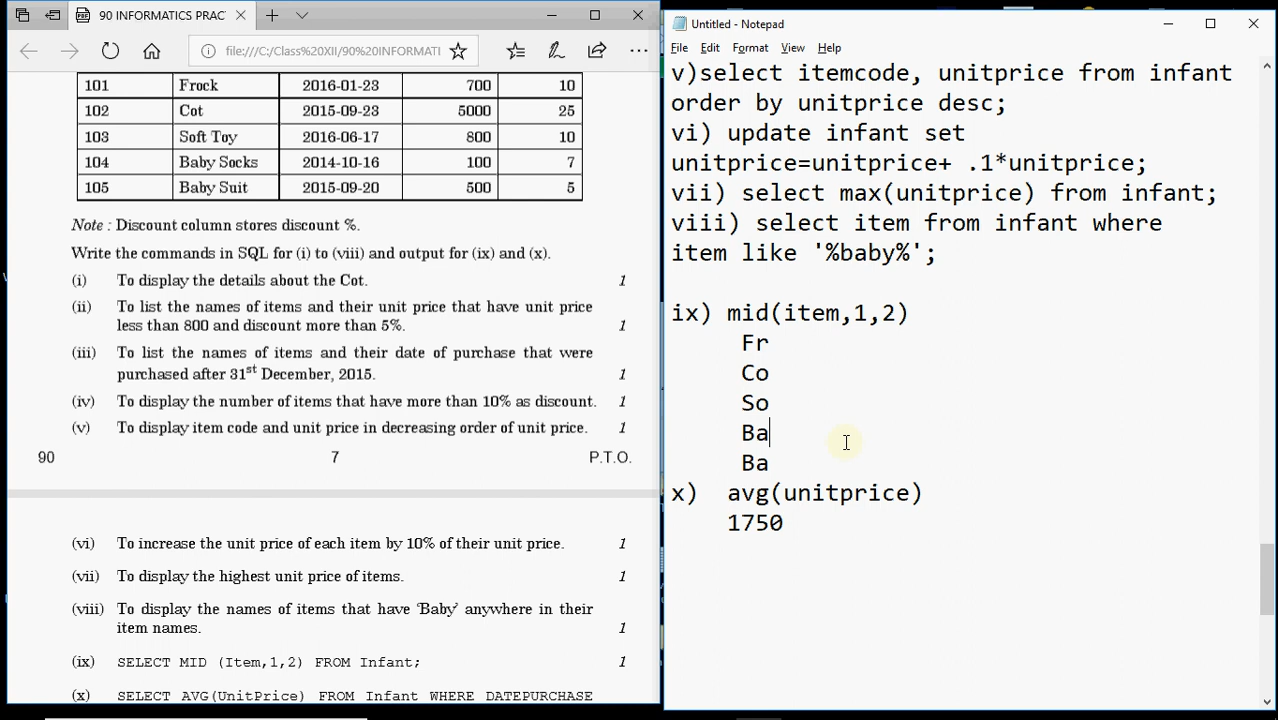 90 INFORMATICS PRAC
file:///C:/Class%20XII/90%20INFORMATI
101 Frock 2016-01-23 700 10
102 Cot 2015-09-23 5000 25
103 Soft Toy 2016-06-17 800 10
104 Baby Socks 2014-10-16 100 7
105 Baby Suit 2015-09-20 500 5
Note : Discount column stores discount %.
Write the commands in SQL for (i) to (viii) and output for (ix) and (x).
(i) To display the details about the Cot. 1
(ii) To list the names of items and their unit price that have unit price
less than 800 and discount more than 5%. 1
(iii) To list the names of items and their date of purchase that were
purchased after 31st December, 2015. 1
(iv) To display the number of items that have more than 10% as discount. 1
(v) To display item code and unit price in decreasing order of unit price. 1
90 7 P.T.O.
(vi) To increase the unit price of each item by 10% of their unit price. 1
(vii) To display the highest unit price of items. 1
(viii) To display the names of items that have 'Baby' anywhere in their
item names. 1
(ix) SELECT MID (Item,1,2) FROM Infant; 1
(x) SELECT AVG(UnitPrice) FROM Infant WHERE DATEPURCHASE
Untitled - Notepad
File Edit Format View Help
v)select itemcode, unitprice from infant
order by unitprice desc;
vi) update infant set
unitprice=unitprice+ .1*unitprice;
vii) select max(unitprice) from infant;
viii) select item from infant where
item like '%baby%';
ix) mid(item,1,2)
Fr
Co
So
Ba
Ba
x) avg(unitprice)
1750